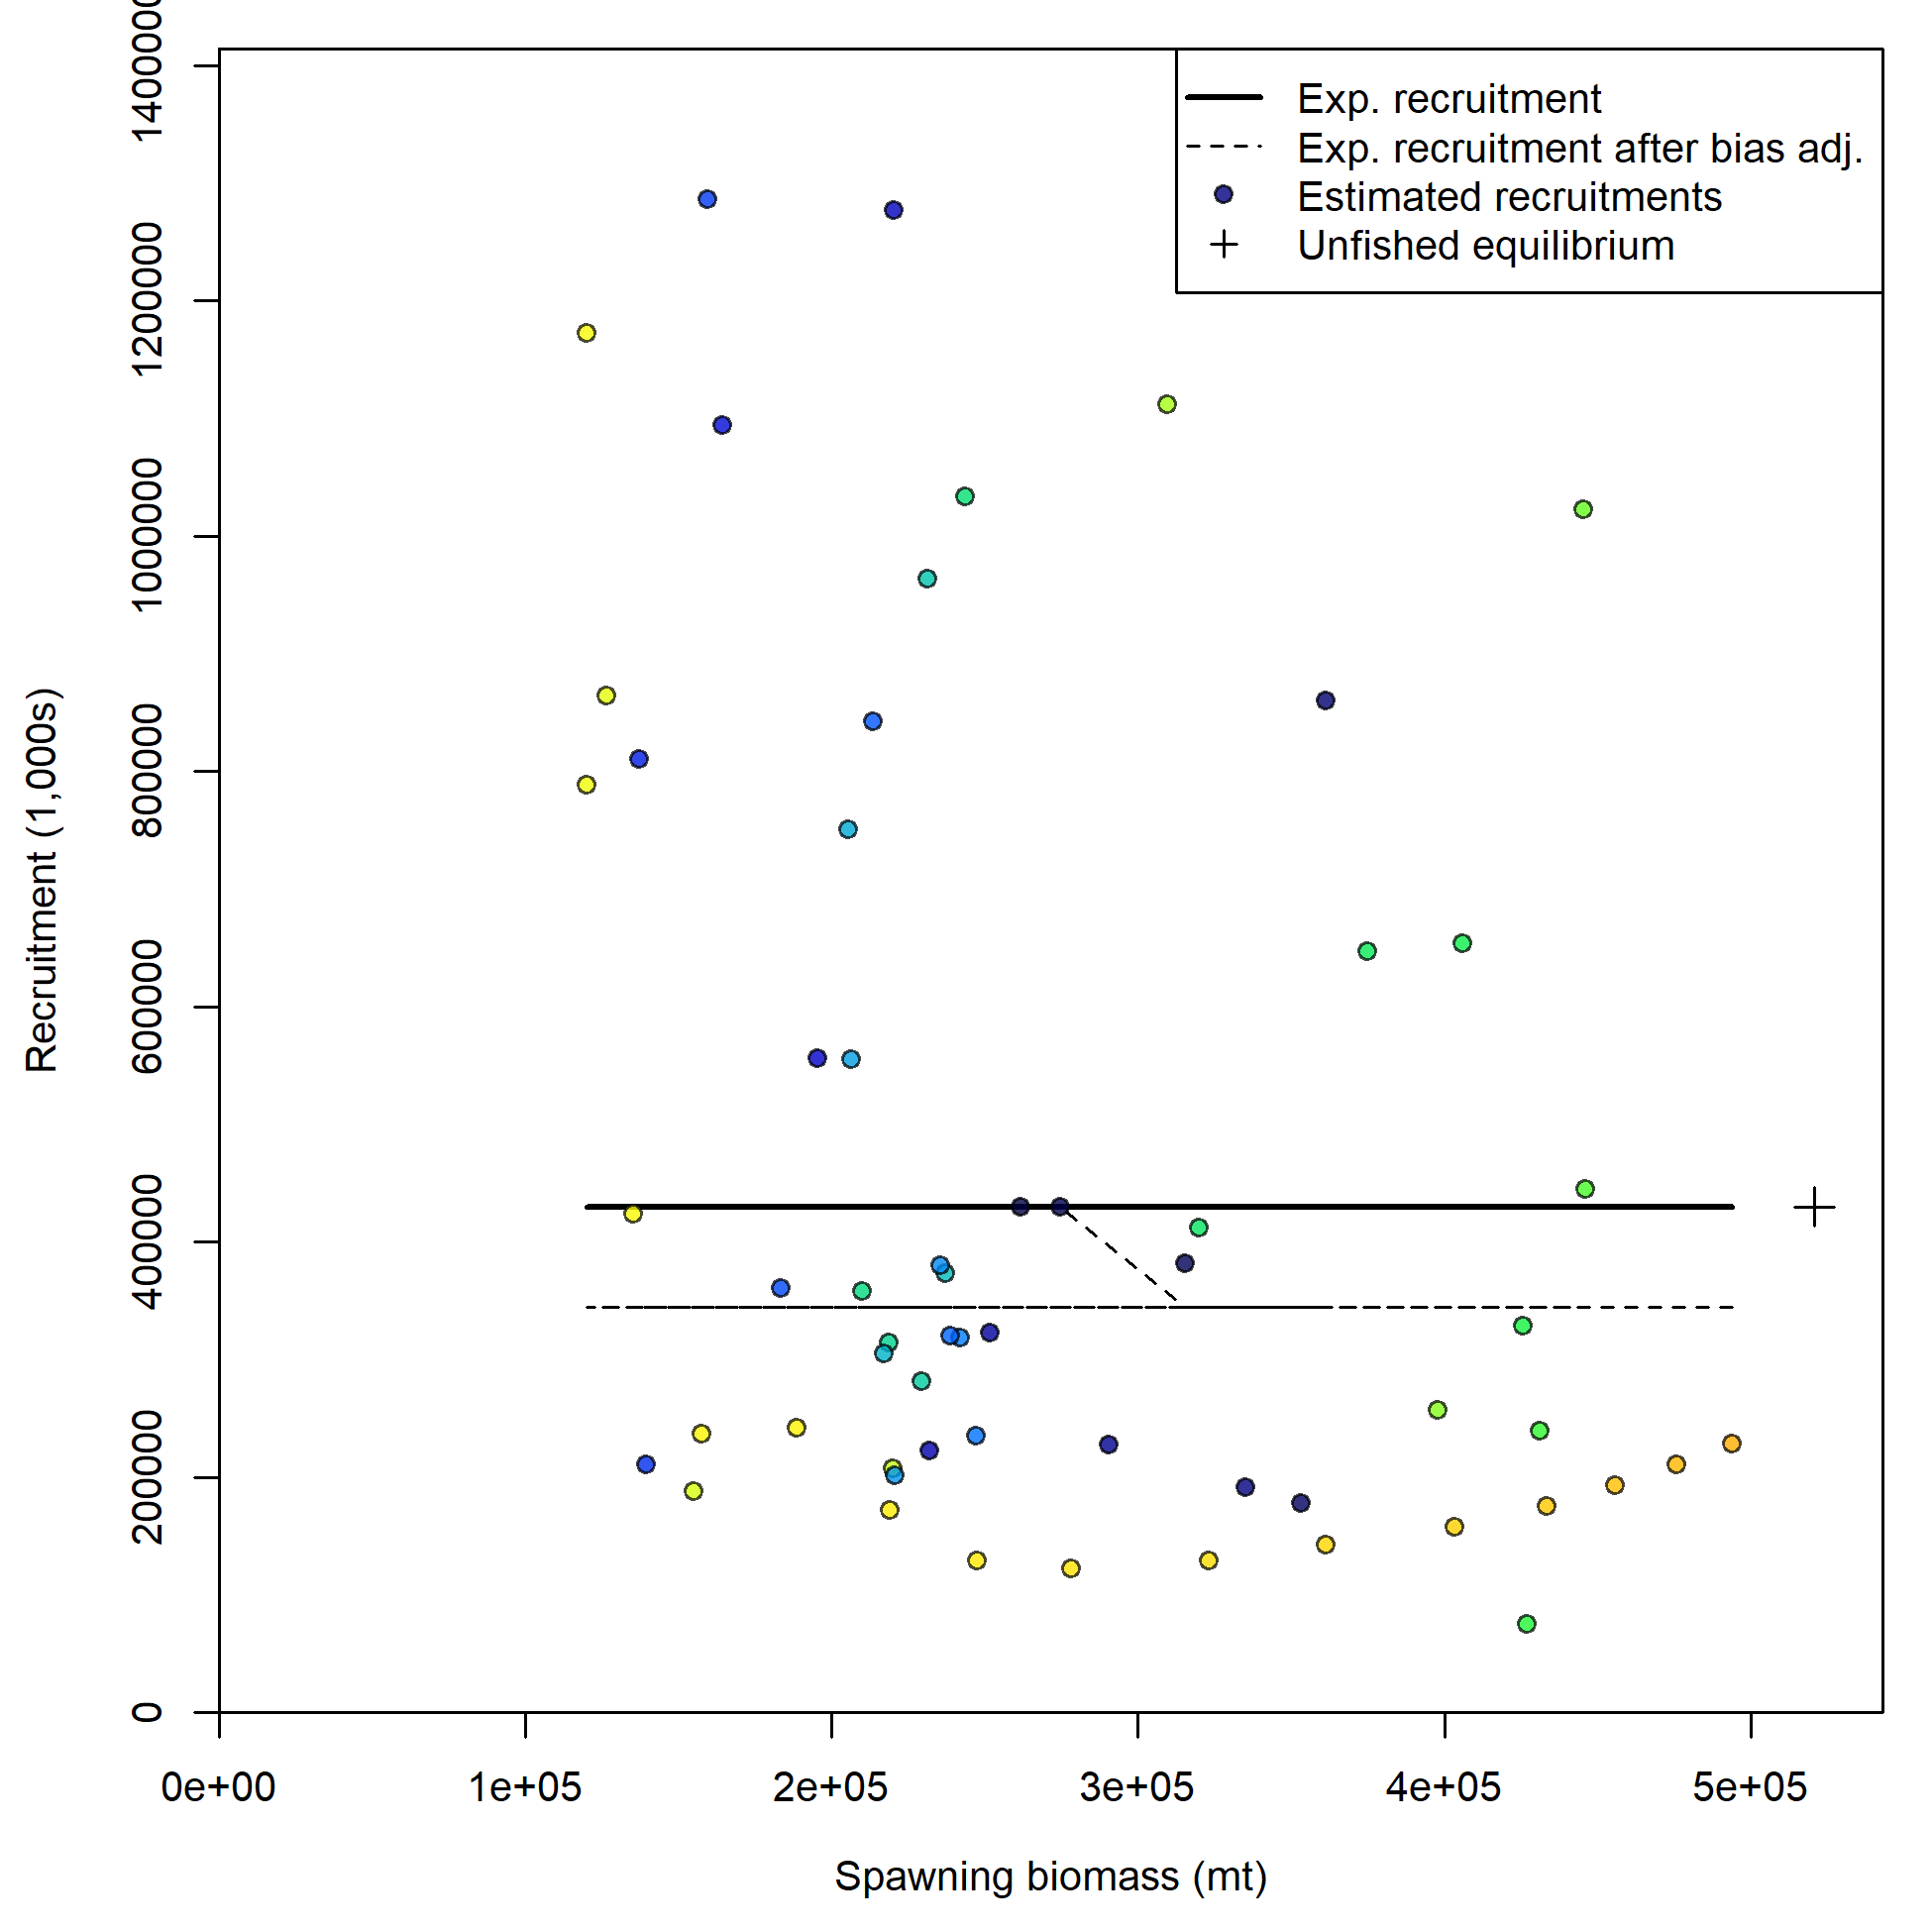 Exp. recruitment
Exp. recruitment after bias adj.
Estimated recruitments
Unfished equilibrium
1400000
1200000
1000000
800000
600000
400000
200000
0
Recruitment (1,000s)
0e+00 1e+05 2e+05 3e+05 4e+05 5e+05
Spawning biomass (mt)